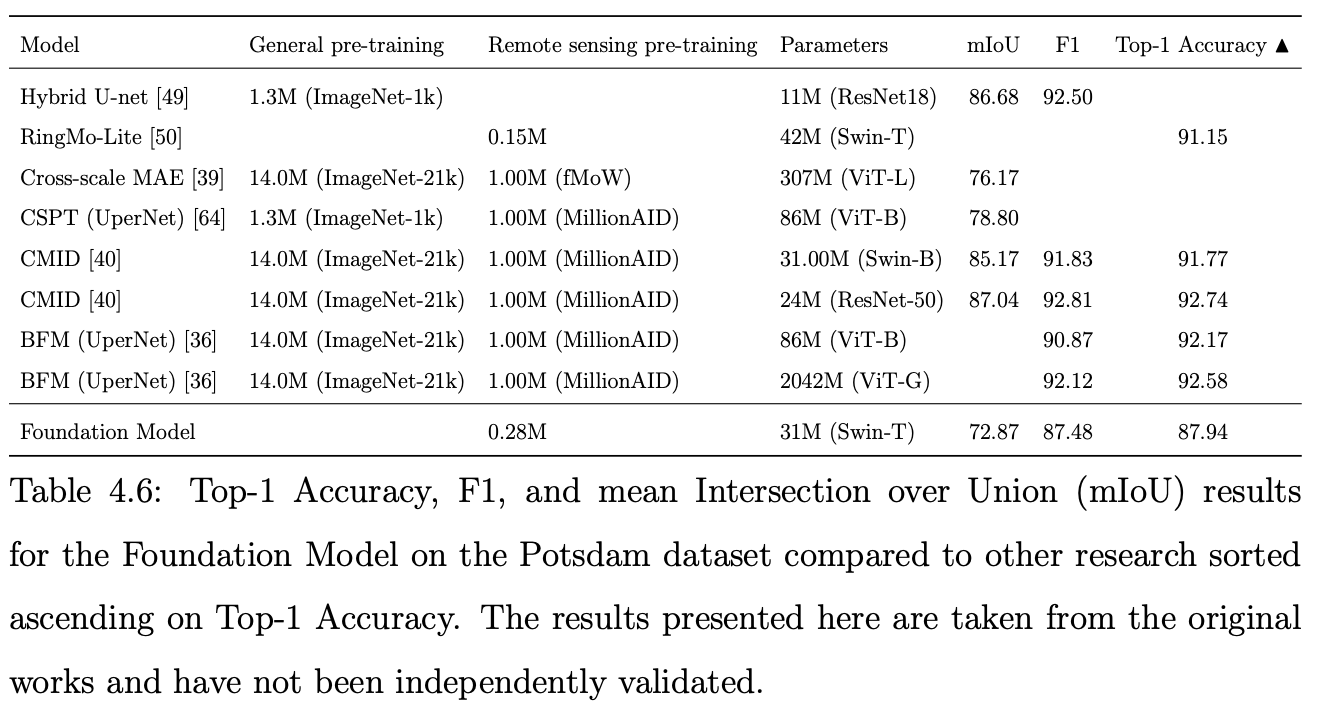 Model General pre-training Remote sensing pre-training Parameters mIoU F1 Top-1 Accuracy ▲
Hybrid U-net [49] 1.3M (ImageNet-1k) 11M (ResNet18) 86.68 92.50
RingMo-Lite [50] 0.15M 42M (Swin-T) 91.15
Cross-scale MAE [39] 14.0M (ImageNet-21k) 1.00M (fMoW) 307M (ViT-L) 76.17
CSPT (UperNet) [64] 1.3M (ImageNet-1k) 1.00M (MillionAID) 86M (ViT-B) 78.80
CMID [40] 14.0M (ImageNet-21k) 1.00M (MillionAID) 31.00M (Swin-B) 85.17 91.83 91.77
CMID [40] 14.0M (ImageNet-21k) 1.00M (MillionAID) 24M (ResNet-50) 87.04 92.81 92.74
BFM (UperNet) [36] 14.0M (ImageNet-21k) 1.00M (MillionAID) 86M (ViT-B) 90.87 92.17
BFM (UperNet) [36] 14.0M (ImageNet-21k) 1.00M (MillionAID) 2042M (ViT-G) 92.12 92.58
Foundation Model 0.28M 31M (Swin-T) 72.87 87.48 87.94
Table 4.6: Top-1 Accuracy, F1, and mean Intersection over Union (mIoU) results
for the Foundation Model on the Potsdam dataset compared to other research sorted
ascending on Top-1 Accuracy. The results presented here are taken from the original
works and have not been independently validated.